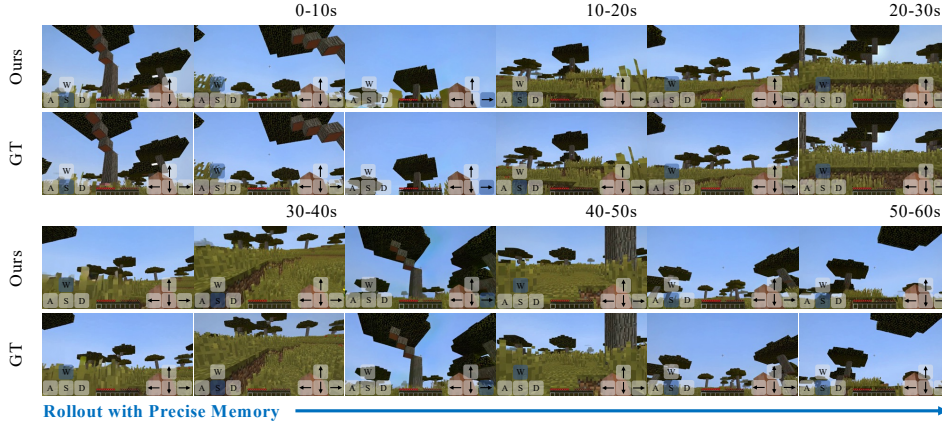 0-10s 10-20s 20-30s
Ours
W W W W W W
A S D A S D A S D A S D A S D A S D
GT
W W W W W W
A S D A S D A S D A S D A S D A S D
30-40s 40-50s 50-60s
Ours
W W W W W W
A S D A S D A S D A S D A S D A S D
GT
W W W W W W
A S D A S D A S D A S D A S D A S D
Rollout with Precise Memory